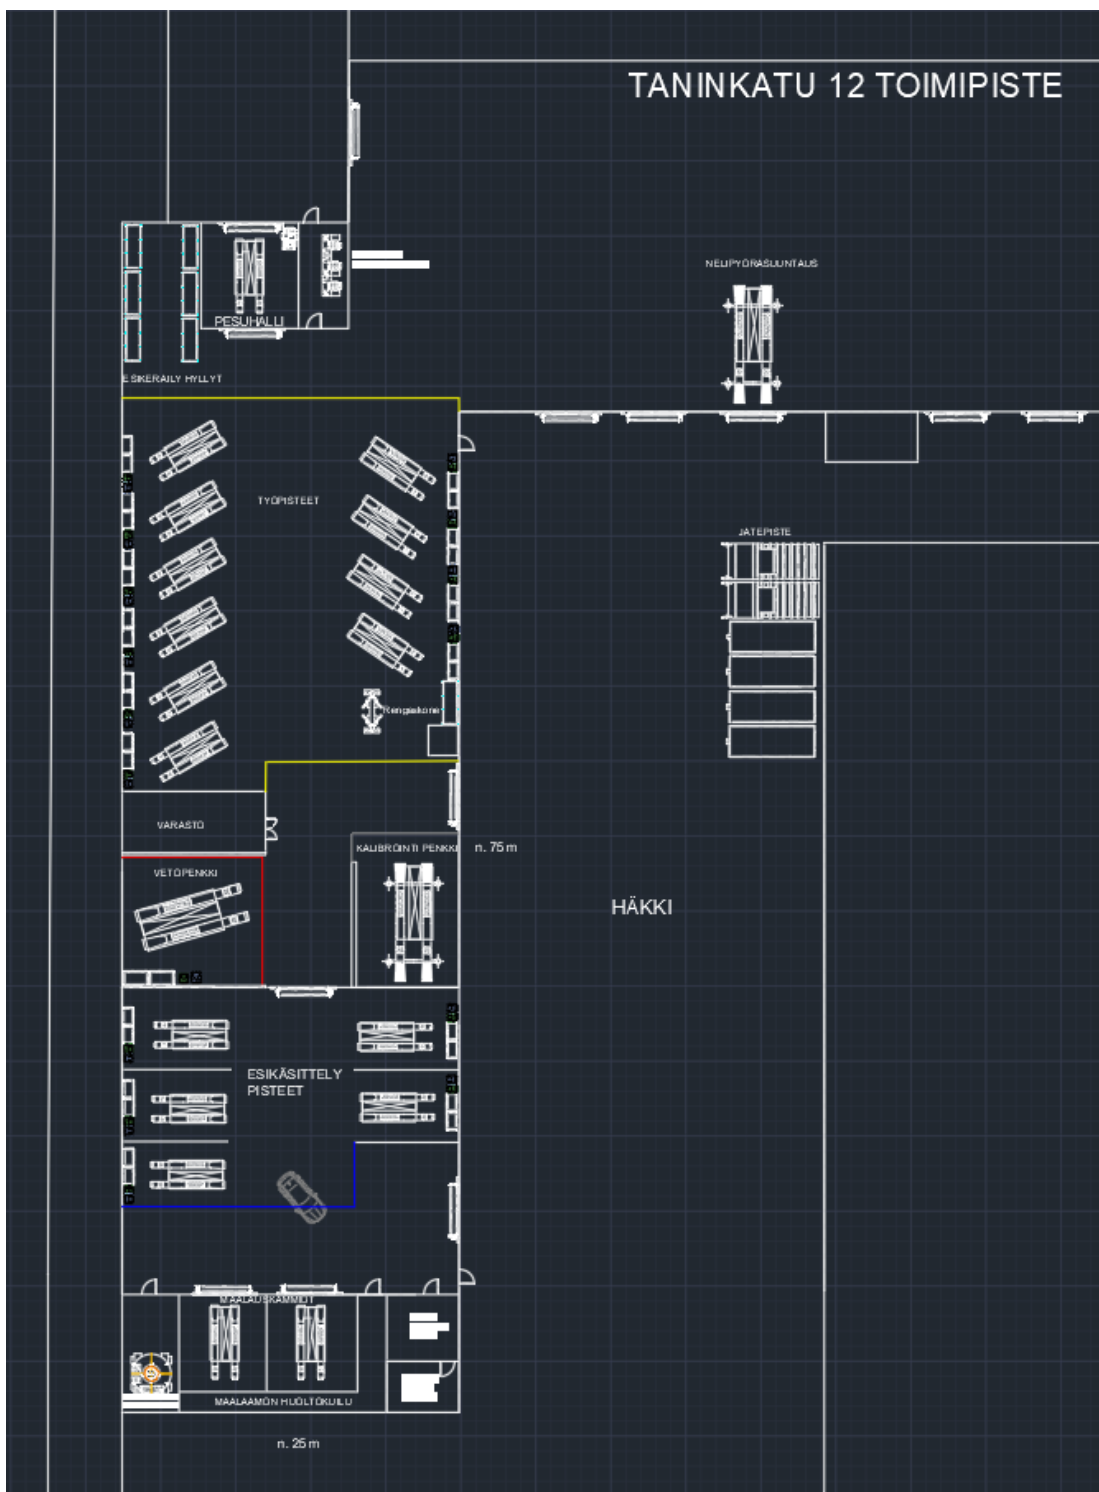 TANINKATU 12 TOIMIPISTE
NELIPYÖRÄSUUNTAUS
PESUHALLI
ESIKERÄILY HYLLYT
TYÖPISTEET
JÄTEPISTE
Rengaskone
VARASTO
KALIBROINTI PENKKI
n. 75 m
VETOPENKKI
HÄKKI
ESIKÄSITTELY
PISTEET
MAALAUSKAMMIOT
MAALAAMON HUOLTOKUILU
n. 25 m